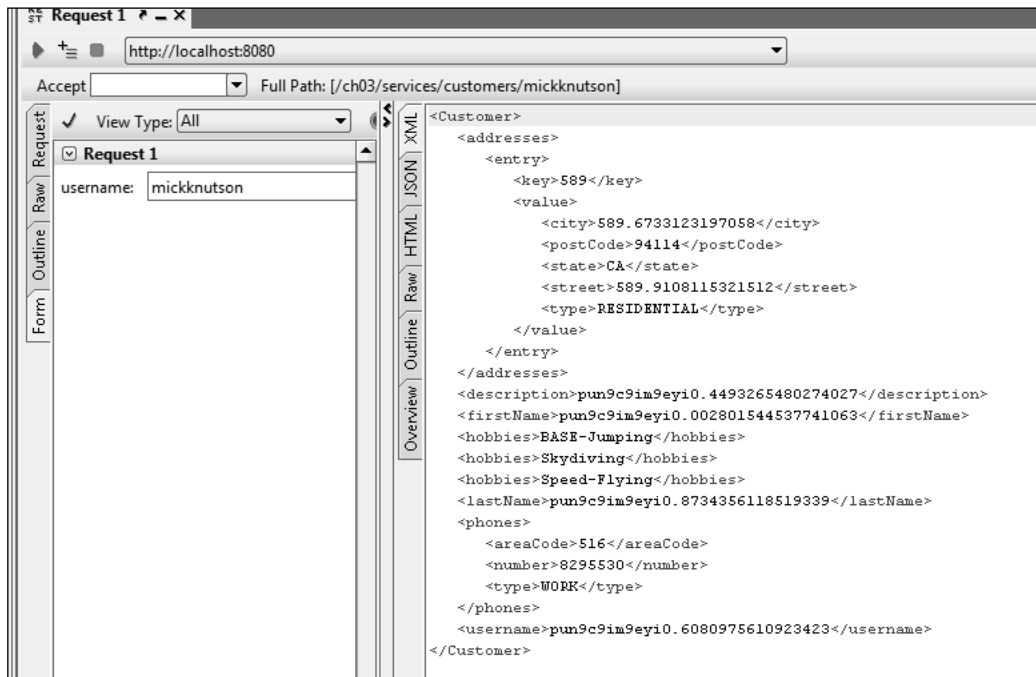 REST Request 1
http://localhost:8080
Accept Full Path: [/ch03/services/customers/mickknutson]
View Type: All
Request 1
username: mickknutson
Request
Raw
Outline
Form
XML
JSON
HTML
Raw
Outline
Overview
<Customer>
<addresses>
<entry>
<key>589</key>
<value>
<city>589.6733123197058</city>
<postCode>94114</postCode>
<state>CA</state>
<street>589.9108115321512</street>
<type>RESIDENTIAL</type>
</value>
</entry>
</addresses>
<description>pun9c9im9eyi0.4493265480274027</description>
<firstName>pun9c9im9eyi0.002801544537741063</firstName>
<hobbies>BASE-Jumping</hobbies>
<hobbies>Skydiving</hobbies>
<hobbies>Speed-Flying</hobbies>
<lastName>pun9c9im9eyi0.8734356118519339</lastName>
<phones>
<areaCode>516</areaCode>
<number>8295530</number>
<type>WORK</type>
</phones>
<username>pun9c9im9eyi0.6080975610923423</username>
</Customer>